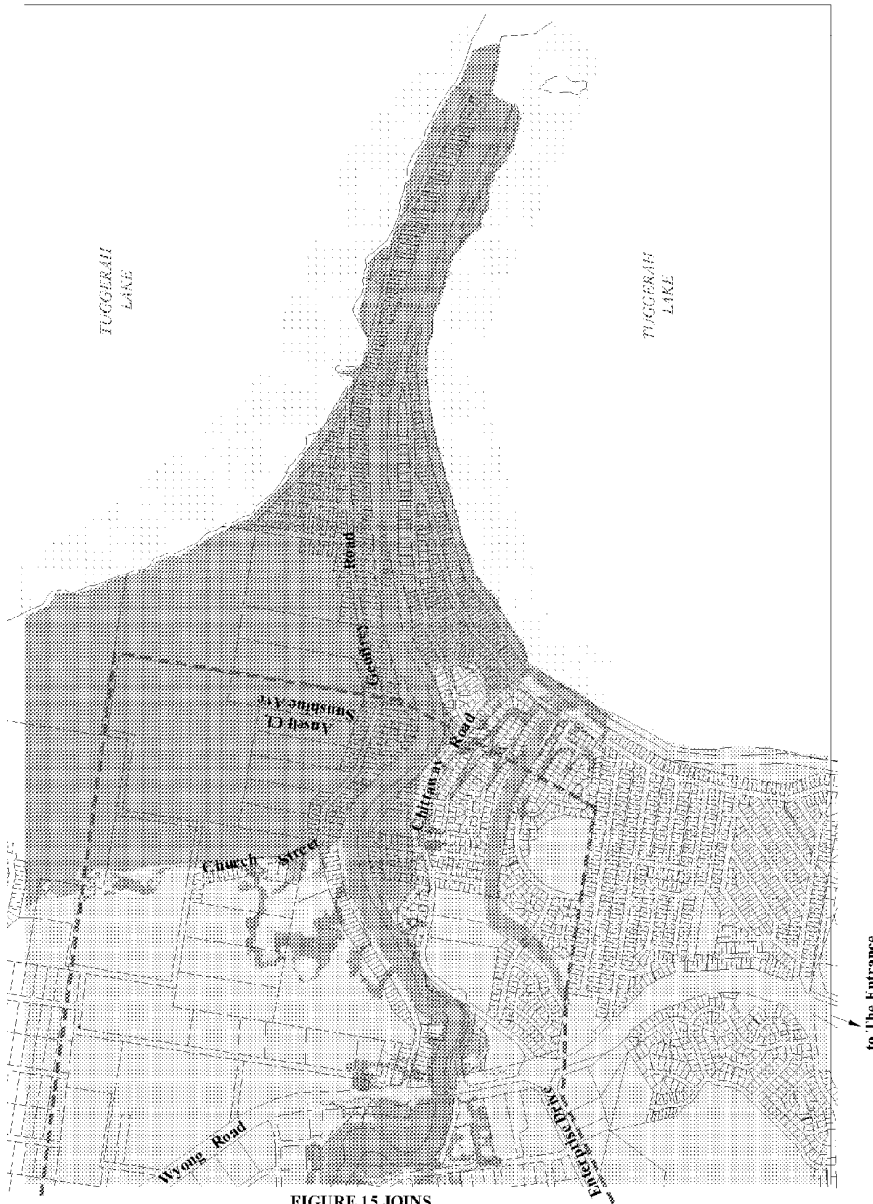 TUGGERAH
LAKE
TUGGERAH
LAKE
Road
Geoffrey
Sunshine Ave
Anselj Cl.
Chittaway Road
Church Street
Wyong Road
Enterprise Drive
to The Entrance
FIGURE 15 JOINS